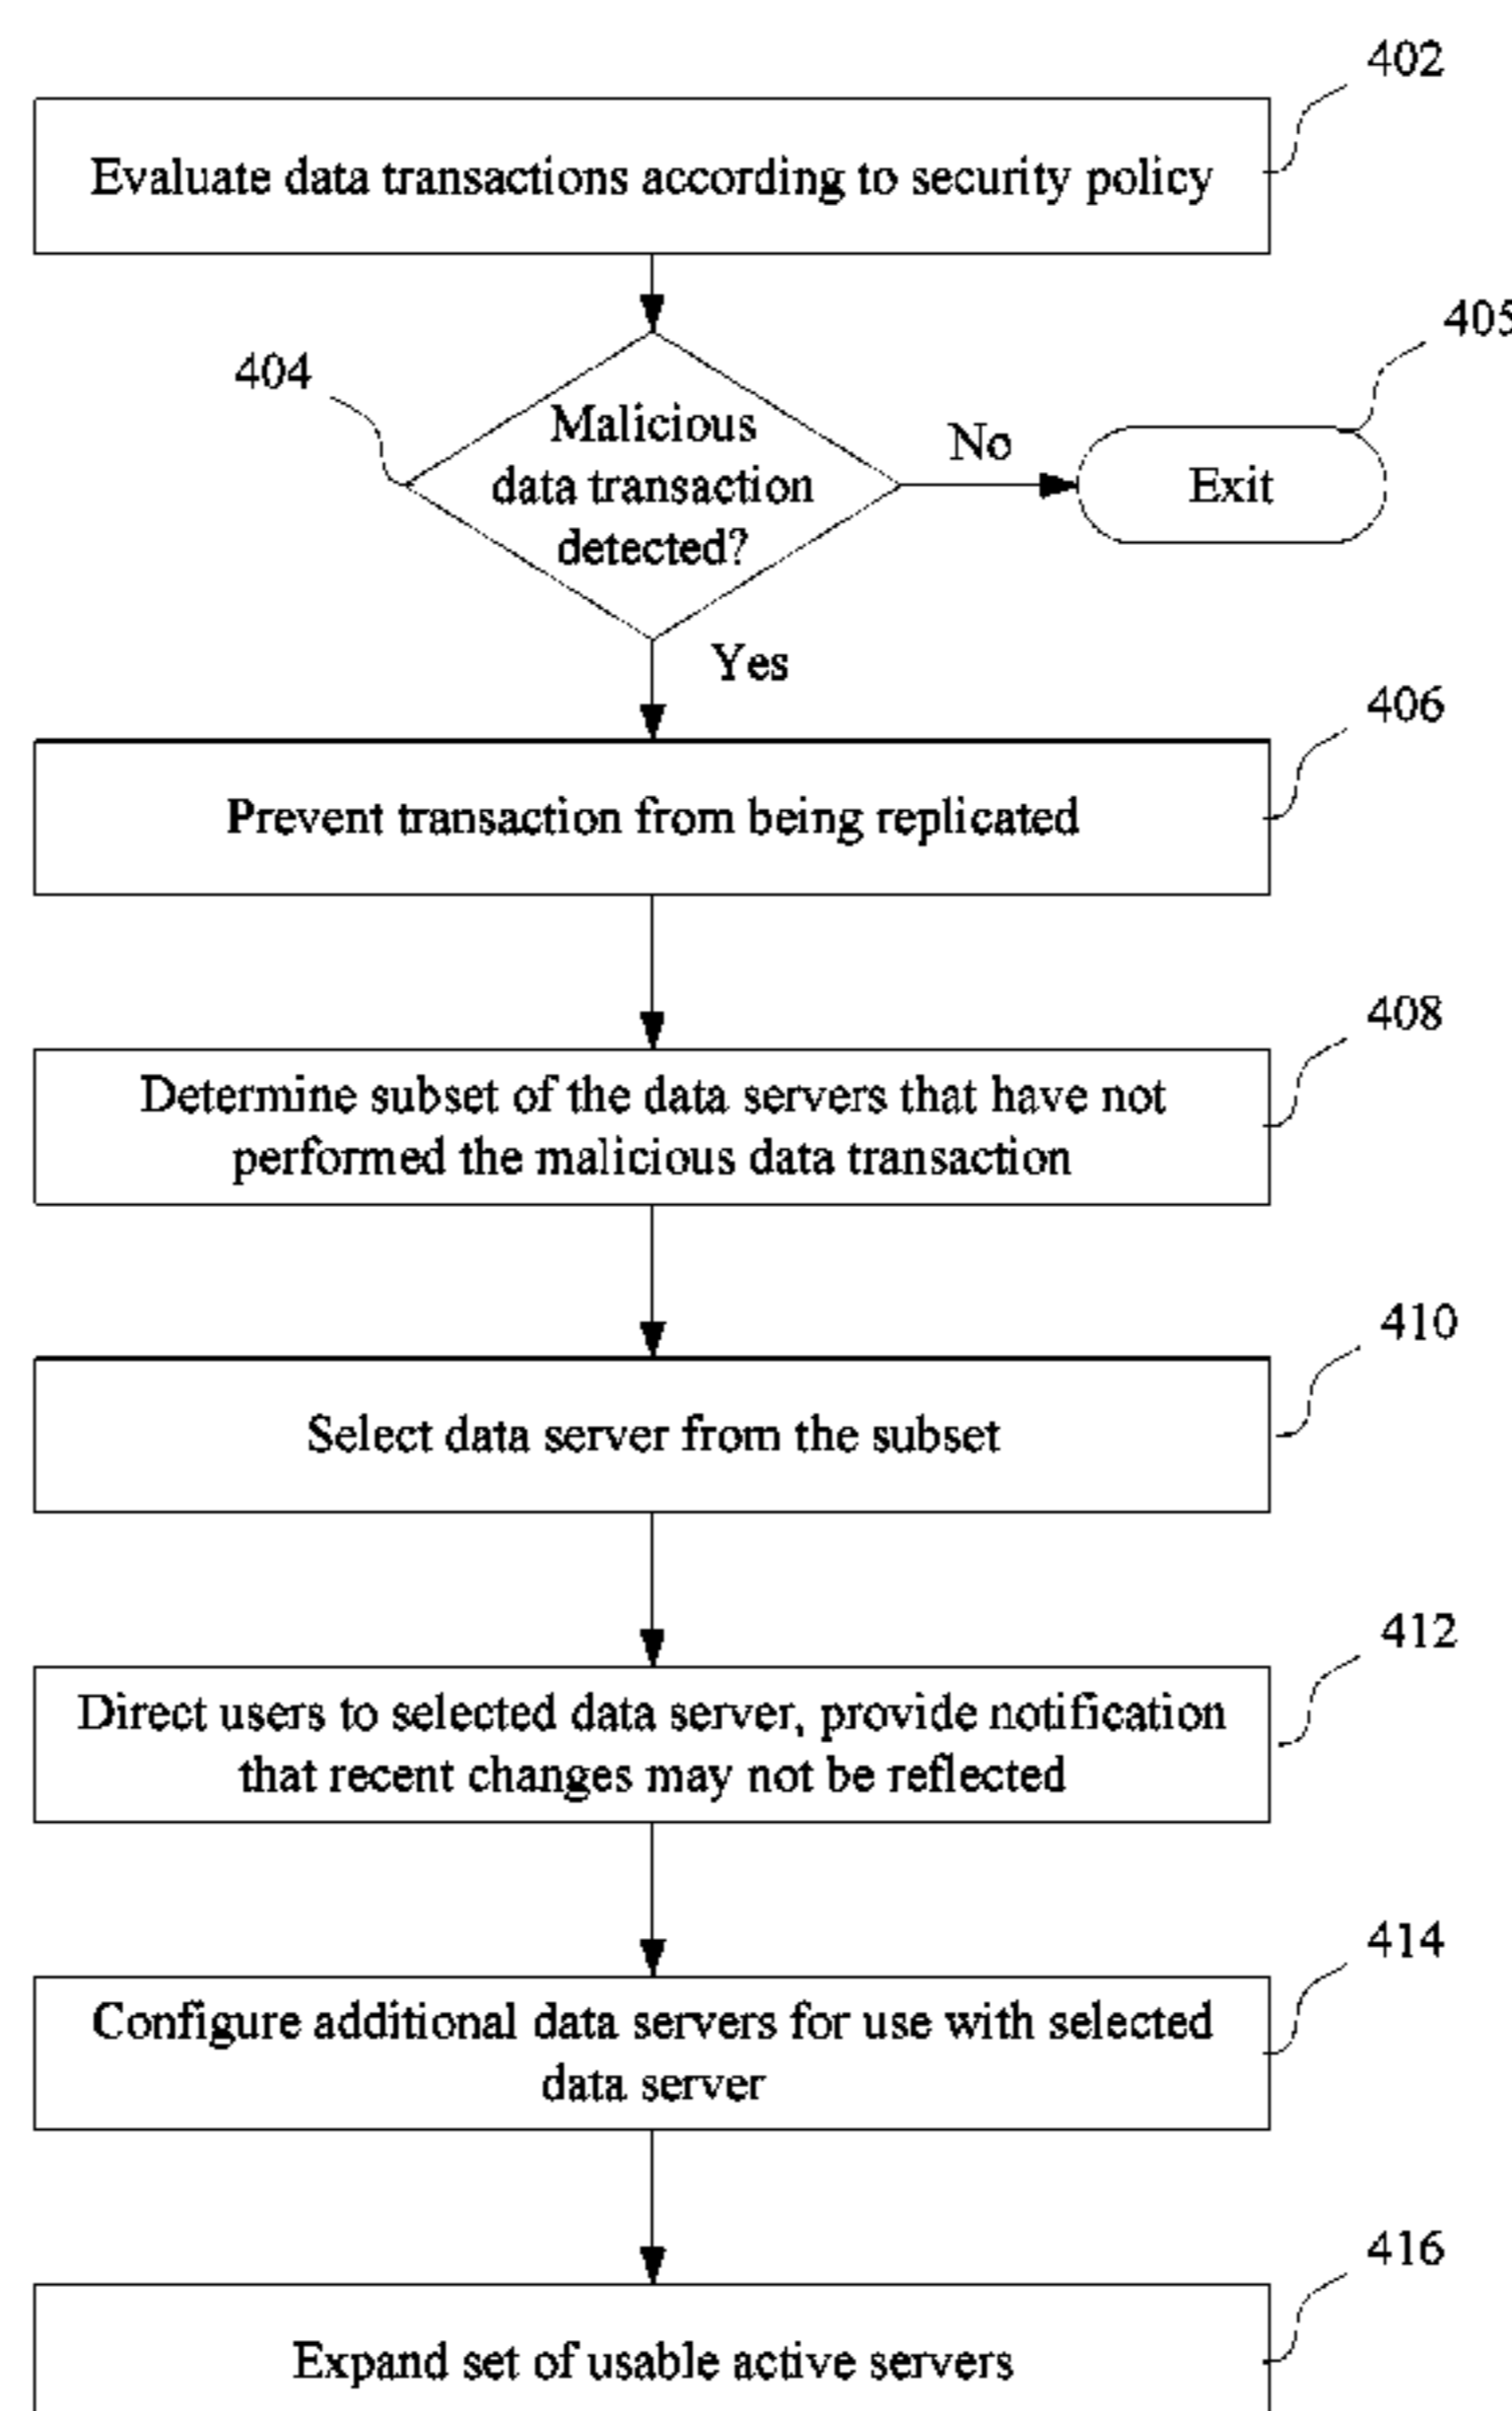 402
Evaluate data transactions according to security policy
405
404
Malicious
data transaction
detected?
No
Exit
Yes
406
Prevent transaction from being replicated
408
Determine subset of the data servers that have not
performed the malicious data transaction
410
Select data server from the subset
412
Direct users to selected data server, provide notification
that recent changes may not be reflected
414
Configure additional data servers for use with selected
data server
416
Expand set of usable active servers